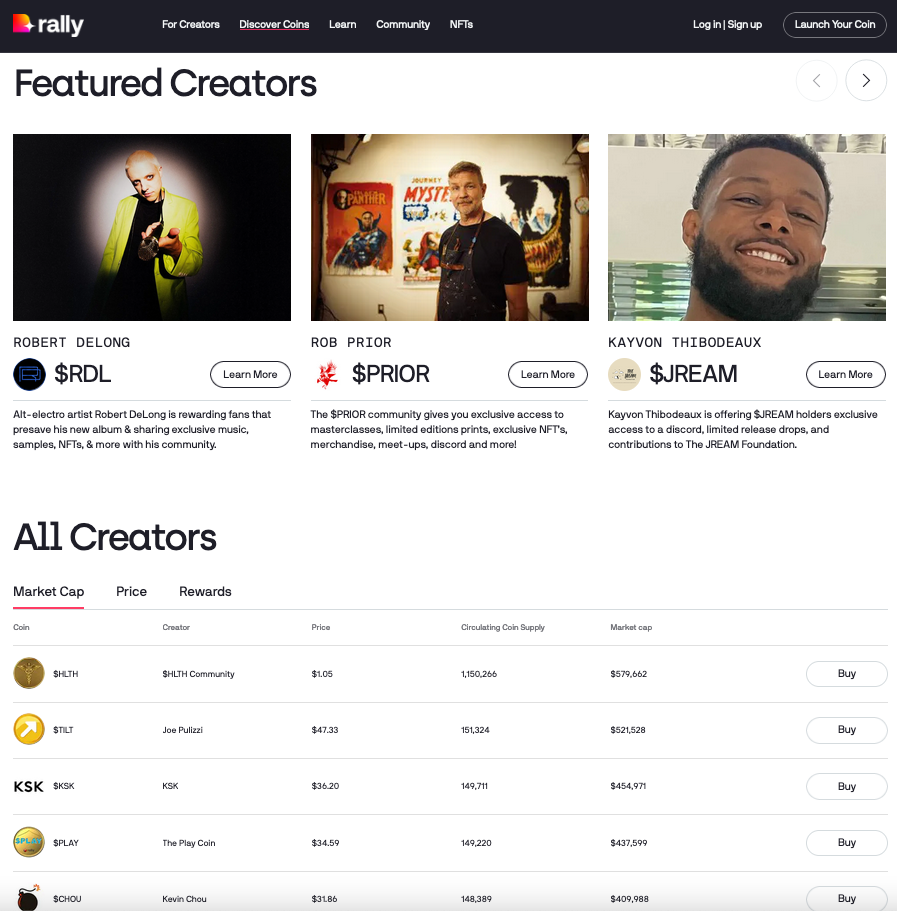 rally
For Creators
Discover Coins
Learn
Community
NFTs
Log in | Sign up
Launch Your Coin
Featured Creators
PANTHER
JOURNEY
MYSTE
ROBERT DELONG
$RDL
Learn More
Alt-electro artist Robert DeLong is rewarding fans that
presave his new album & sharing exclusive music,
samples, NFTs, & more with his community.
ROB PRIOR
$PRIOR
Learn More
The $PRIOR community gives you exclusive access to
masterclasses, limited editions prints, exclusive NFT's,
merchandise, meet-ups, discord and more!
KAYVON THIBODEAUX
$JREAM
Learn More
Kayvon Thibodeaux is offering $JREAM holders exclusive
access to a discord, limited release drops, and
contributions to The JREAM Foundation.
All Creators
Market Cap
Price
Rewards
Coin Creator Price Circulating Coin Supply Market cap
$HLTH $HLTH Community $1.05 1,150,266 $579,662 Buy
$TILT Joe Pulizzi $47.33 151,324 $521,528 Buy
KSK $KSK KSK $36.20 149,711 $454,971 Buy
$PLAY $PLAY The Play Coin $34.59 149,220 $437,599 Buy
$CHOU Kevin Chou $31.86 148,389 $409,988 Buy